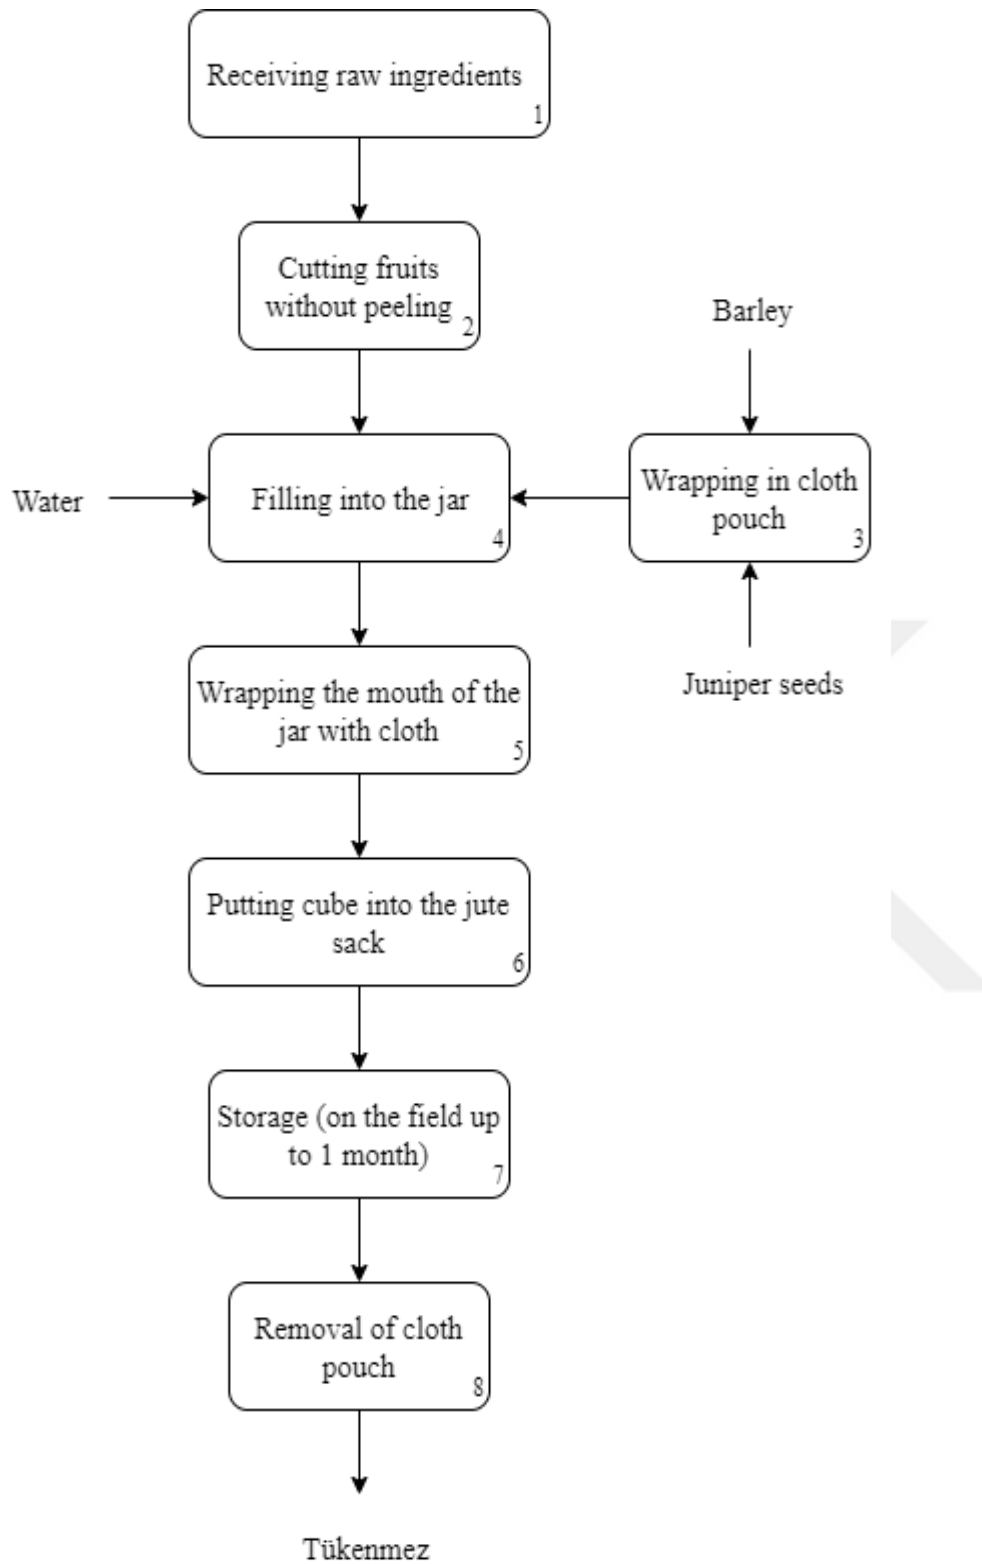 Receiving raw ingredients
1
Cutting fruits
without peeling
2
Barley
Wrapping in cloth
pouch
3
Juniper seeds
Water
Filling into the jar
4
Wrapping the mouth of the
jar with cloth
5
Putting cube into the jute
sack
6
Storage (on the field up
to 1 month)
7
Removal of cloth
pouch
8
Tükenmez